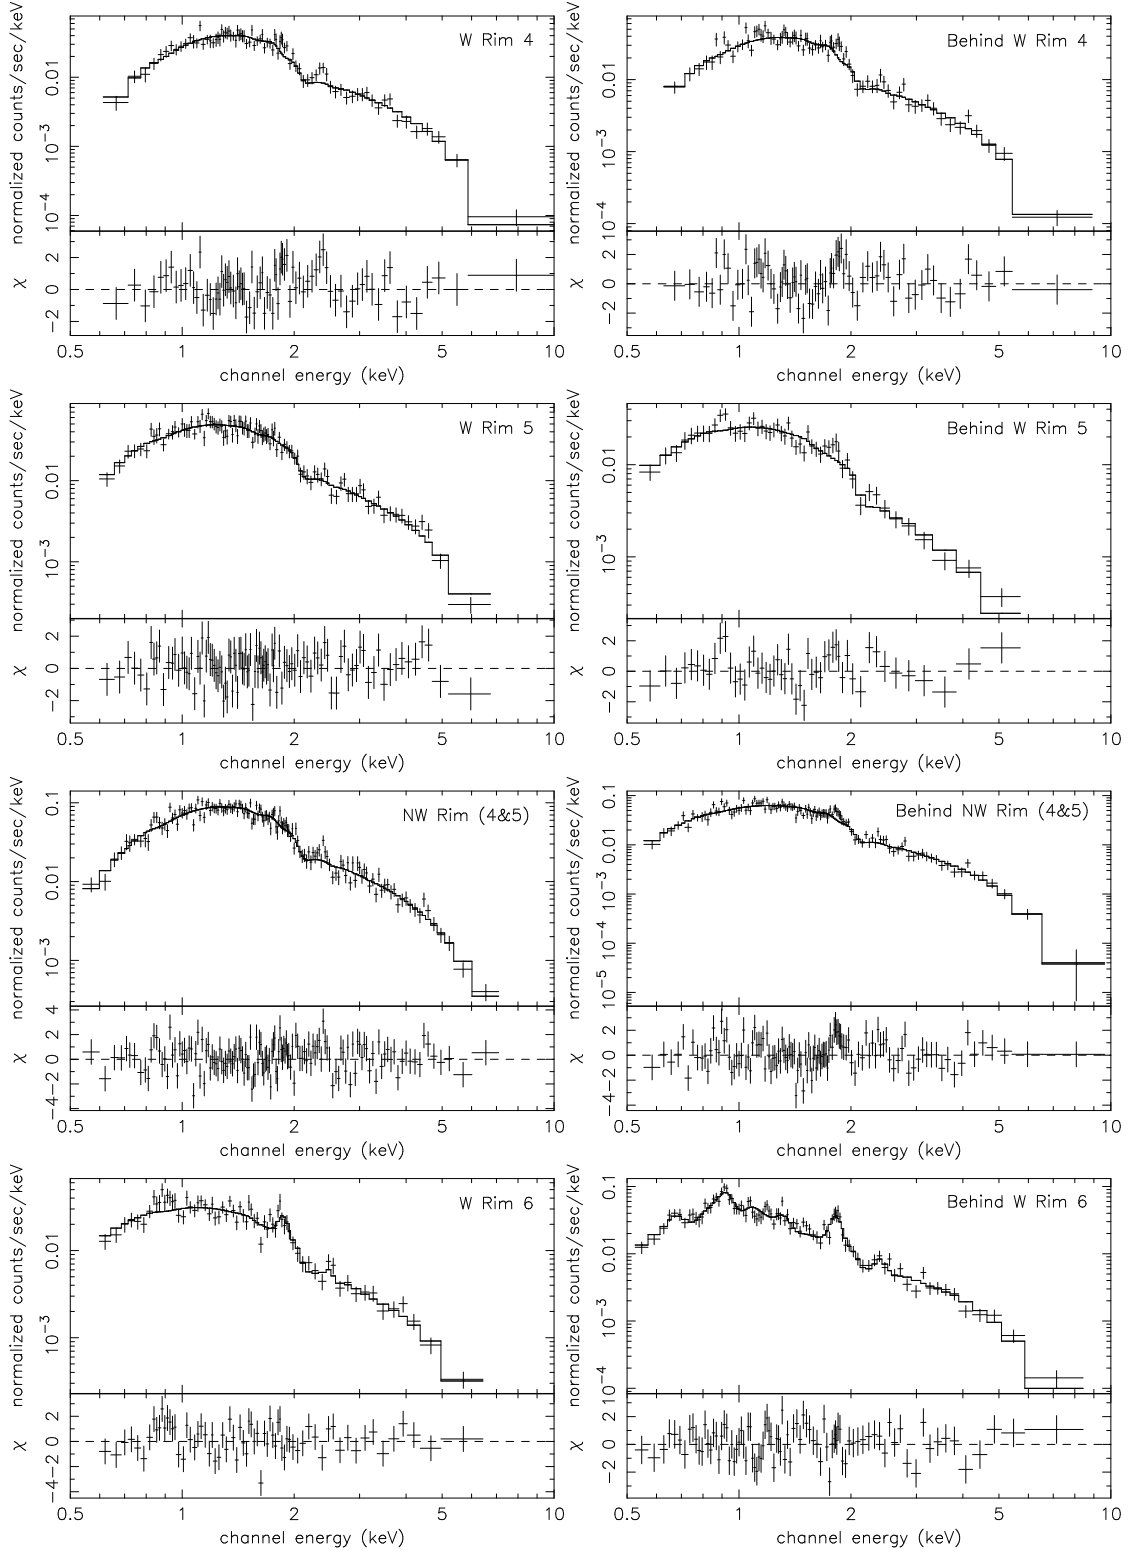 normalized counts/sec/keV
W Rim 4
0.01
10−3
10−4
χ
2
0
−2
0.5 1 2 5 10
channel energy (keV)
normalized counts/sec/keV
Behind W Rim 4
0.01
10−3
10−4
χ
2
0
−2
0.5 1 2 5 10
channel energy (keV)
normalized counts/sec/keV
W Rim 5
0.01
10−3
χ
2
0
−2
0.5 1 2 5 10
channel energy (keV)
normalized counts/sec/keV
Behind W Rim 5
0.01
10−3
χ
2
0
−2
0.5 1 2 5 10
channel energy (keV)
normalized counts/sec/keV
NW Rim (4&5)
0.1
0.01
10−3
χ
4
2
0
−2
−4
0.5 1 2 5 10
channel energy (keV)
normalized counts/sec/keV
Behind NW Rim (4&5)
0.1
0.01
10−3
10−4
10−5
χ
2
0
−2
−4
0.5 1 2 5 10
channel energy (keV)
normalized counts/sec/keV
W Rim 6
0.01
10−3
χ
2
0
−2
−4
0.5 1 2 5 10
channel energy (keV)
normalized counts/sec/keV
Behind W Rim 6
0.1
0.01
10−3
10−4
χ
2
0
−2
0.5 1 2 5 10
channel energy (keV)